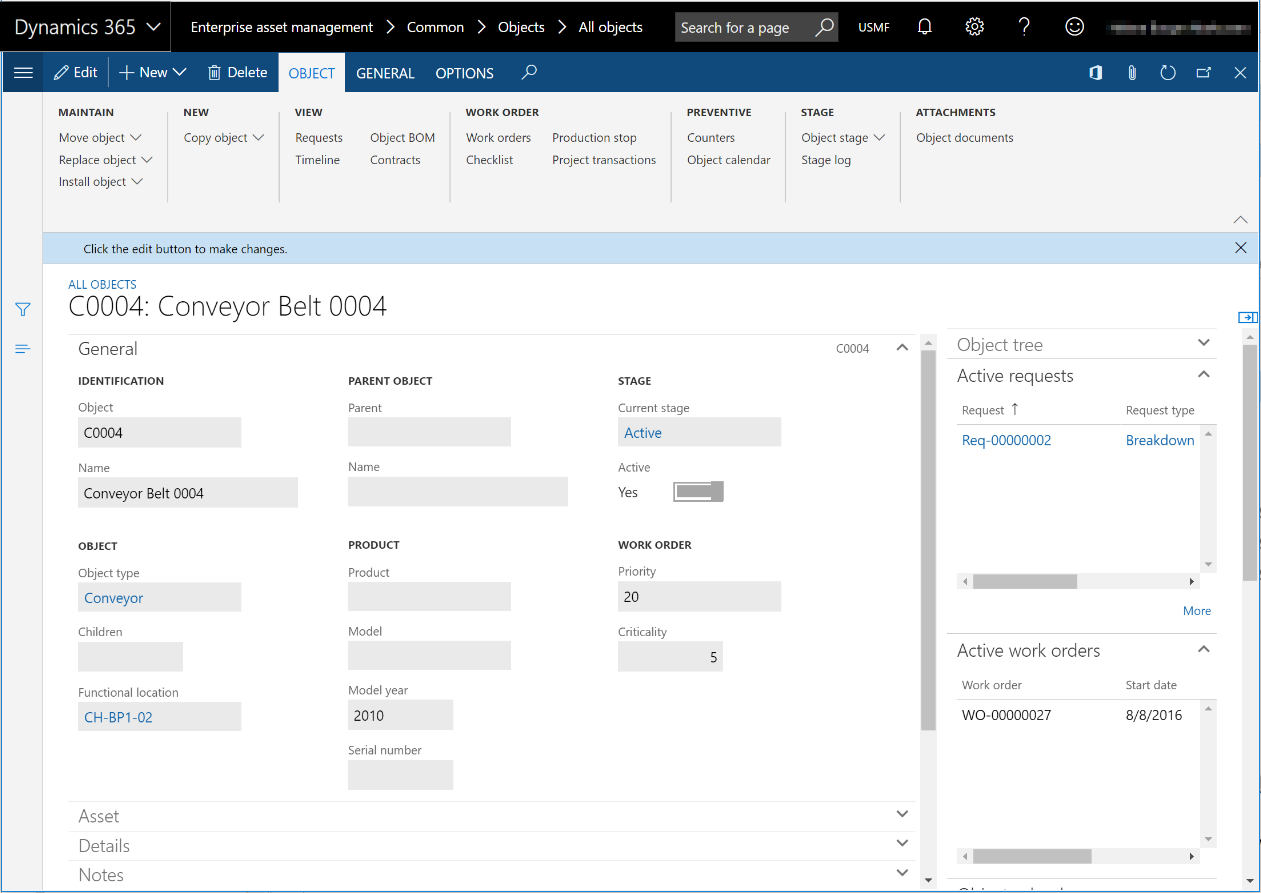 Dynamics 365
Enterprise asset management > Common > Objects > All objects
Search for a page
USMF
Edit
New
Delete
OBJECT
GENERAL
OPTIONS
MAINTAIN
Move object
Replace object
Install object
NEW
Copy object
VIEW
Requests Object BOM
Timeline Contracts
WORK ORDER
Work orders Production stop
Checklist Project transactions
PREVENTIVE
Counters
Object calendar
STAGE
Object stage
Stage log
ATTACHMENTS
Object documents
Click the edit button to make changes.
ALL OBJECTS
C0004: Conveyor Belt 0004
General C0004
IDENTIFICATION
Object
C0004
Name
Conveyor Belt 0004
PARENT OBJECT
Parent
Name
STAGE
Current stage
Active
Active
Yes
OBJECT
Object type
Conveyor
Children
Functional location
CH-BP1-02
PRODUCT
Product
Model
Model year
2010
Serial number
WORK ORDER
Priority
20
Criticality
5
Asset
Details
Notes
Object tree
Active requests
Request ↑ Request type
Req-00000002 Breakdown
More
Active work orders
Work order Start date
WO-00000027 8/8/2016